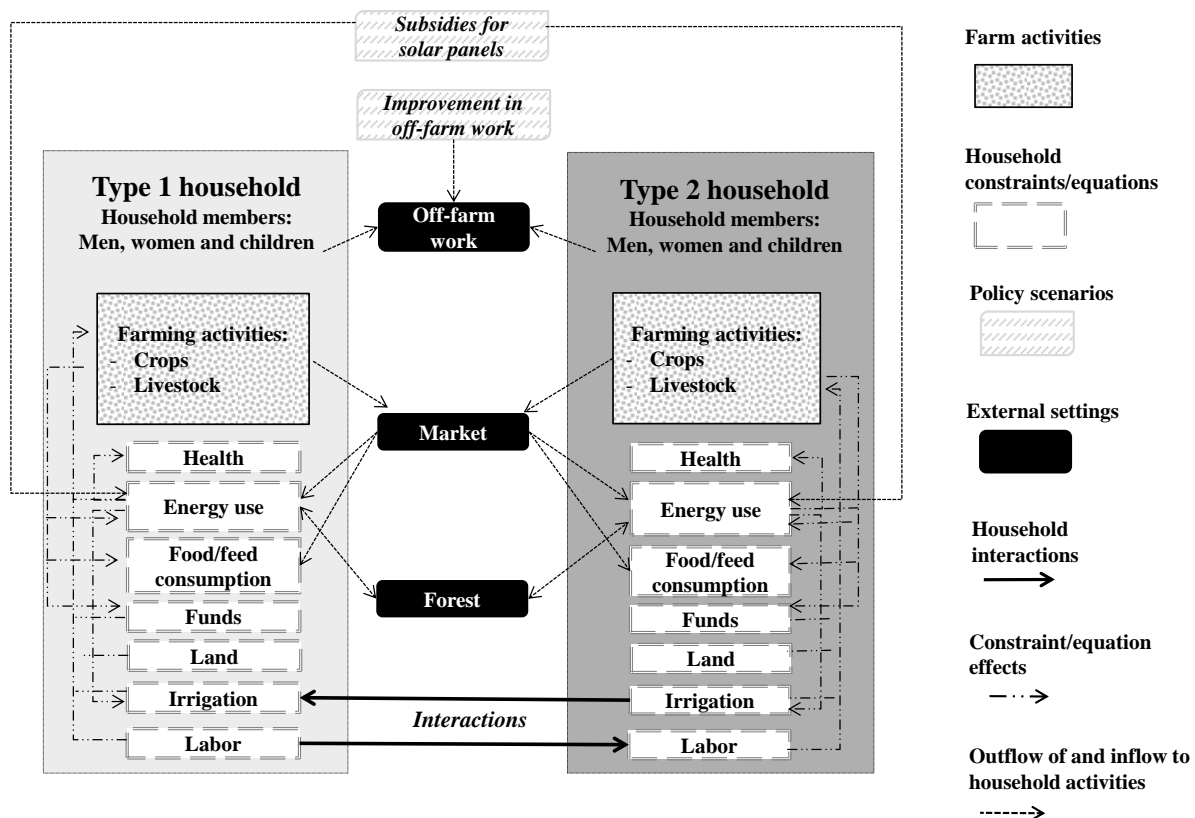 Subsidies for
solar panels
Improvement in
off-farm work
Type 1 household
Household members:
Men, women and children
Off-farm
work
Type 2 household
Household members:
Men, women and children
Farming activities:
- Crops
- Livestock
Market
Farming activities:
- Crops
- Livestock
Health
Energy use
Food/feed
consumption
Funds
Land
Irrigation
Labor
Forest
Interactions
Health
Energy use
Food/feed
consumption
Funds
Land
Irrigation
Labor
Farm activities
Household
constraints/equations
Policy scenarios
External settings
Household
interactions
Constraint/equation
effects
Outflow of and inflow to
household activities